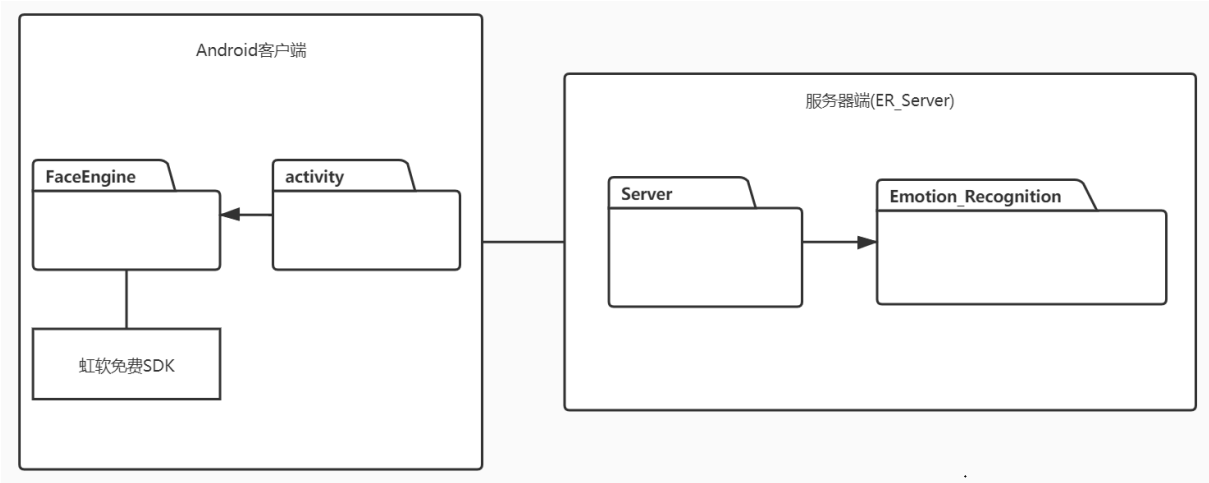 Android客户端
服务器端(ER_Server)
FaceEngine
activity
Server
Emotion_Recognition
虹软免费SDK